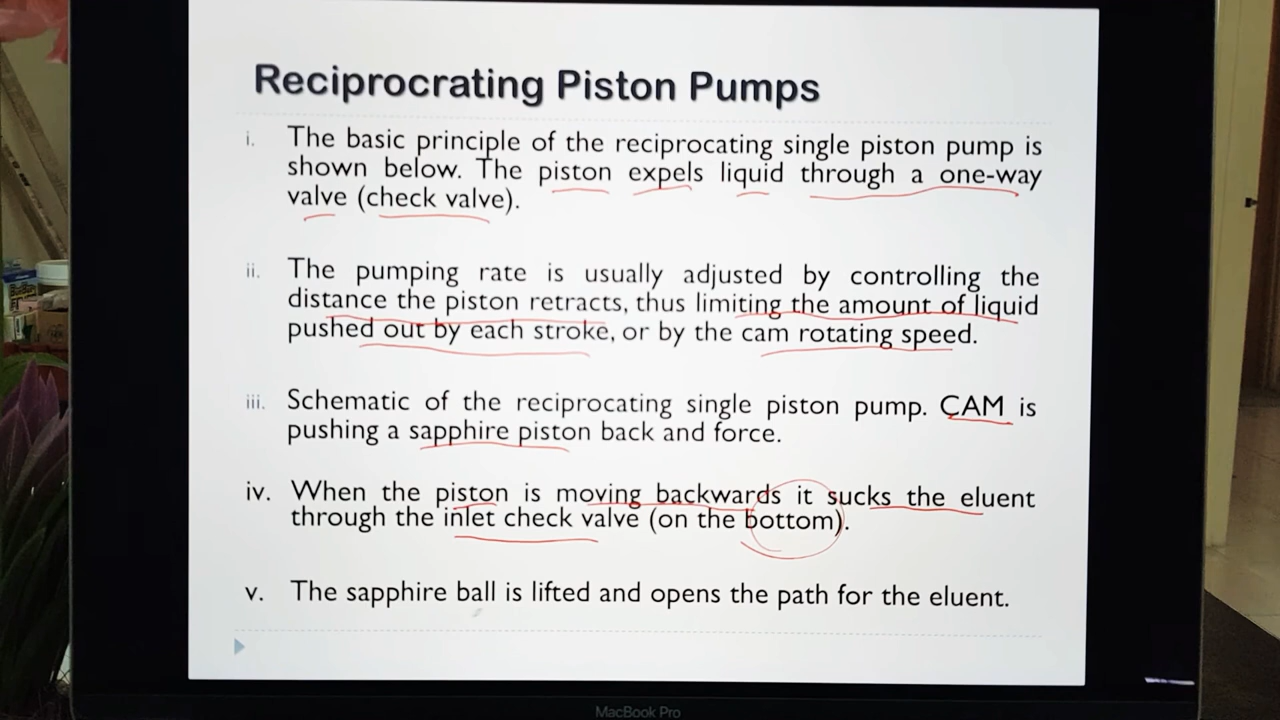 Reciprocrating Piston Pumps
i. The basic principle of the reciprocating single piston pump is
shown below. The piston expels liquid through a one-way
valve (check valve).
ii. The pumping rate is usually adjusted by controlling the
distance the piston retracts, thus limiting the amount of liquid
pushed out by each stroke, or by the cam rotating speed.
iii. Schematic of the reciprocating single piston pump. CAM is
pushing a sapphire piston back and force.
iv. When the piston is moving backwards it sucks the eluent
through the inlet check valve (on the bottom).
v. The sapphire ball is lifted and opens the path for the eluent.
MacBook Pro